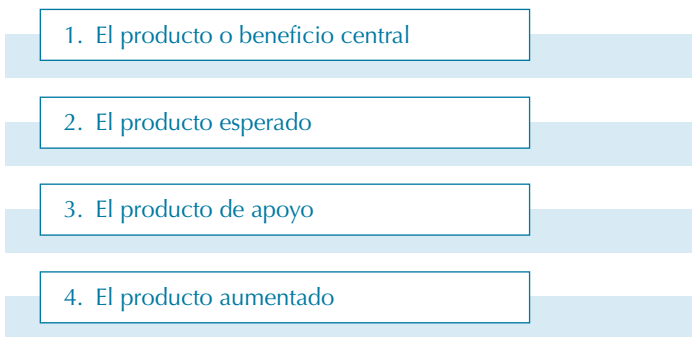 1. El producto o beneficio central
2. El producto esperado
3. El producto de apoyo
4. El producto aumentado